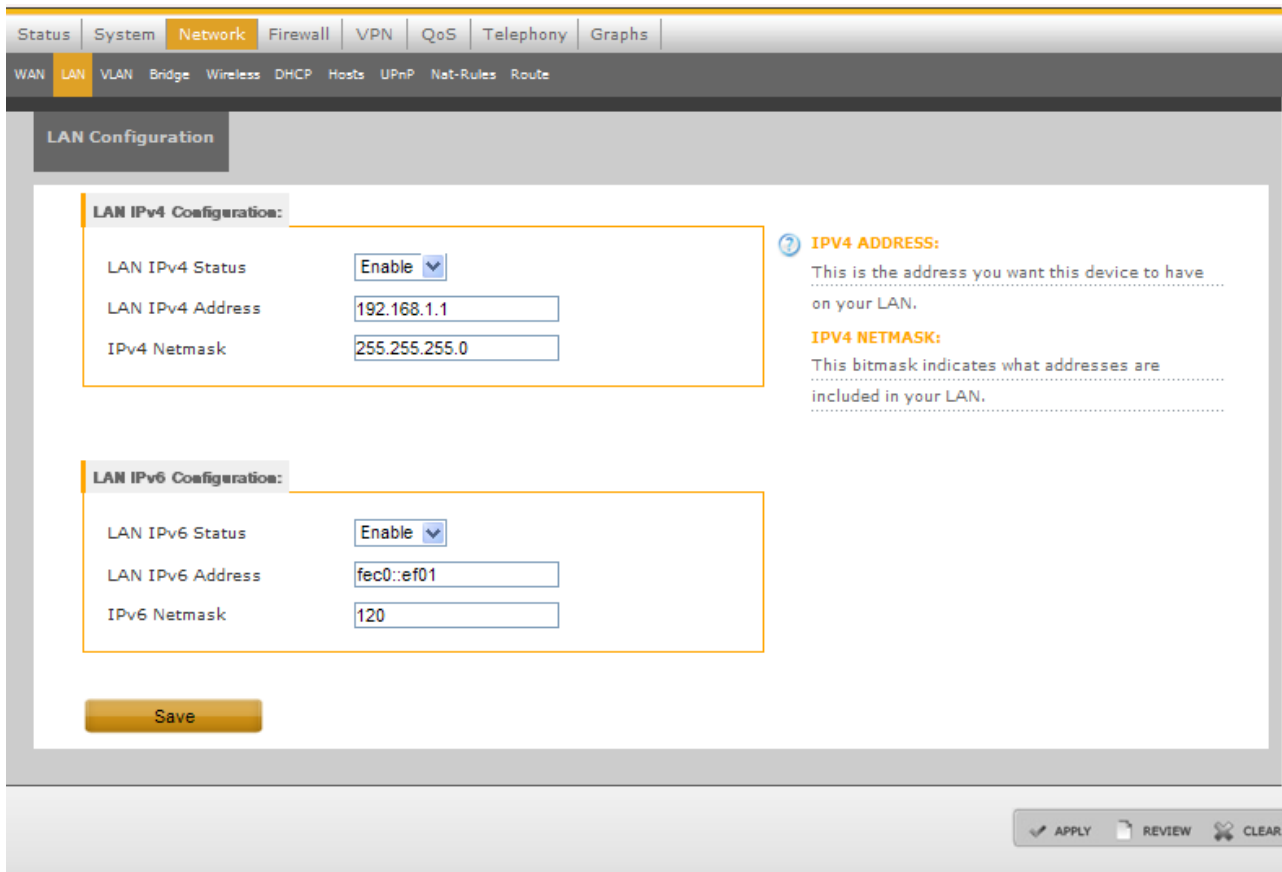 Status System Network Firewall VPN QoS Telephony Graphs
WAN LAN VLAN Bridge Wireless DHCP Hosts UPnP Nat-Rules Route
LAN Configuration
LAN IPv4 Configuration:
LAN IPv4 Status Enable
LAN IPv4 Address 192.168.1.1
IPv4 Netmask 255.255.255.0
IPV4 ADDRESS:
This is the address you want this device to have
on your LAN.
IPV4 NETMASK:
This bitmask indicates what addresses are
included in your LAN.
LAN IPv6 Configuration:
LAN IPv6 Status Enable
LAN IPv6 Address fec0::ef01
IPv6 Netmask 120
Save
APPLY REVIEW CLEAR